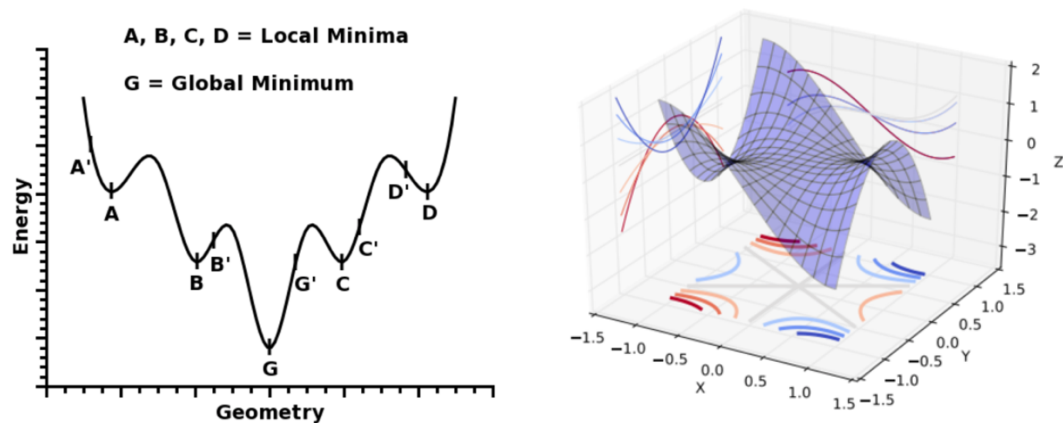 A, B, C, D = Local Minima
G = Global Minimum
Energy
A'
A
B
B'
G
G'
C
C'
D'
D
Geometry
2
1
0
−1
−2
−3
Z
−1.5
−1.0
−0.5
0.0
0.5
1.0
1.5
X
−1.5
−1.0
−0.5
0.0
0.5
1.0
1.5
Y